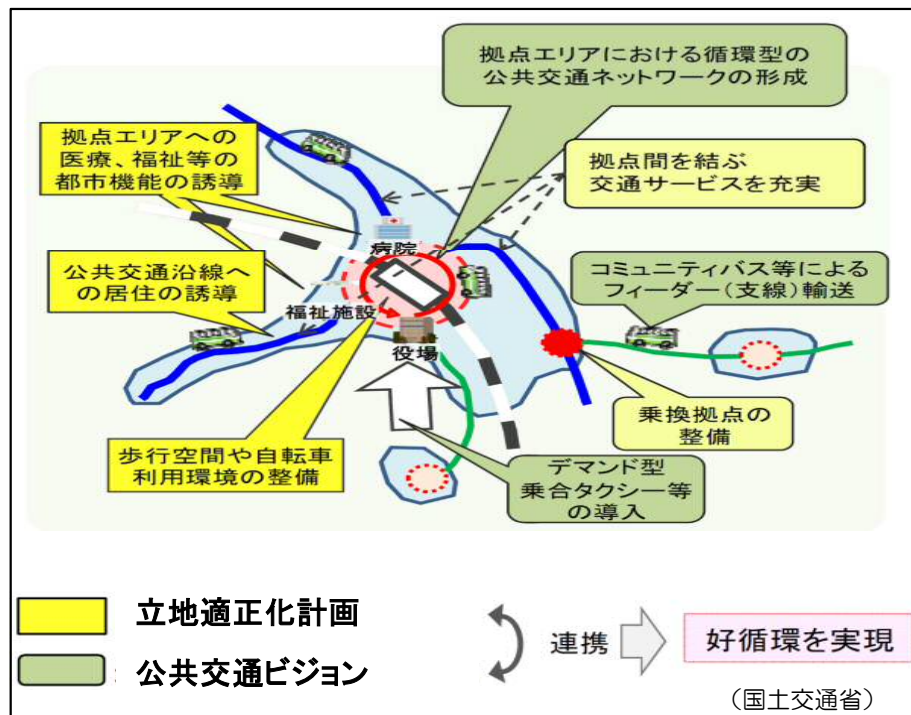 拠点エリアにおける循環型の
公共交通ネットワークの形成
拠点エリアへの
医療、福祉等の
都市機能の誘導
拠点間を結ぶ
交通サービスを充実
病院
公共交通沿線へ
の居住の誘導
コミュニティバス等による
フィーダー(支線)輸送
福祉施設
役場
乗換拠点の
整備
歩行空間や自転車
利用環境の整備
デマンド型
乗合タクシー等
の導入
立地適正化計画
公共交通ビジョン
連携
好循環を実現
(国土交通省)